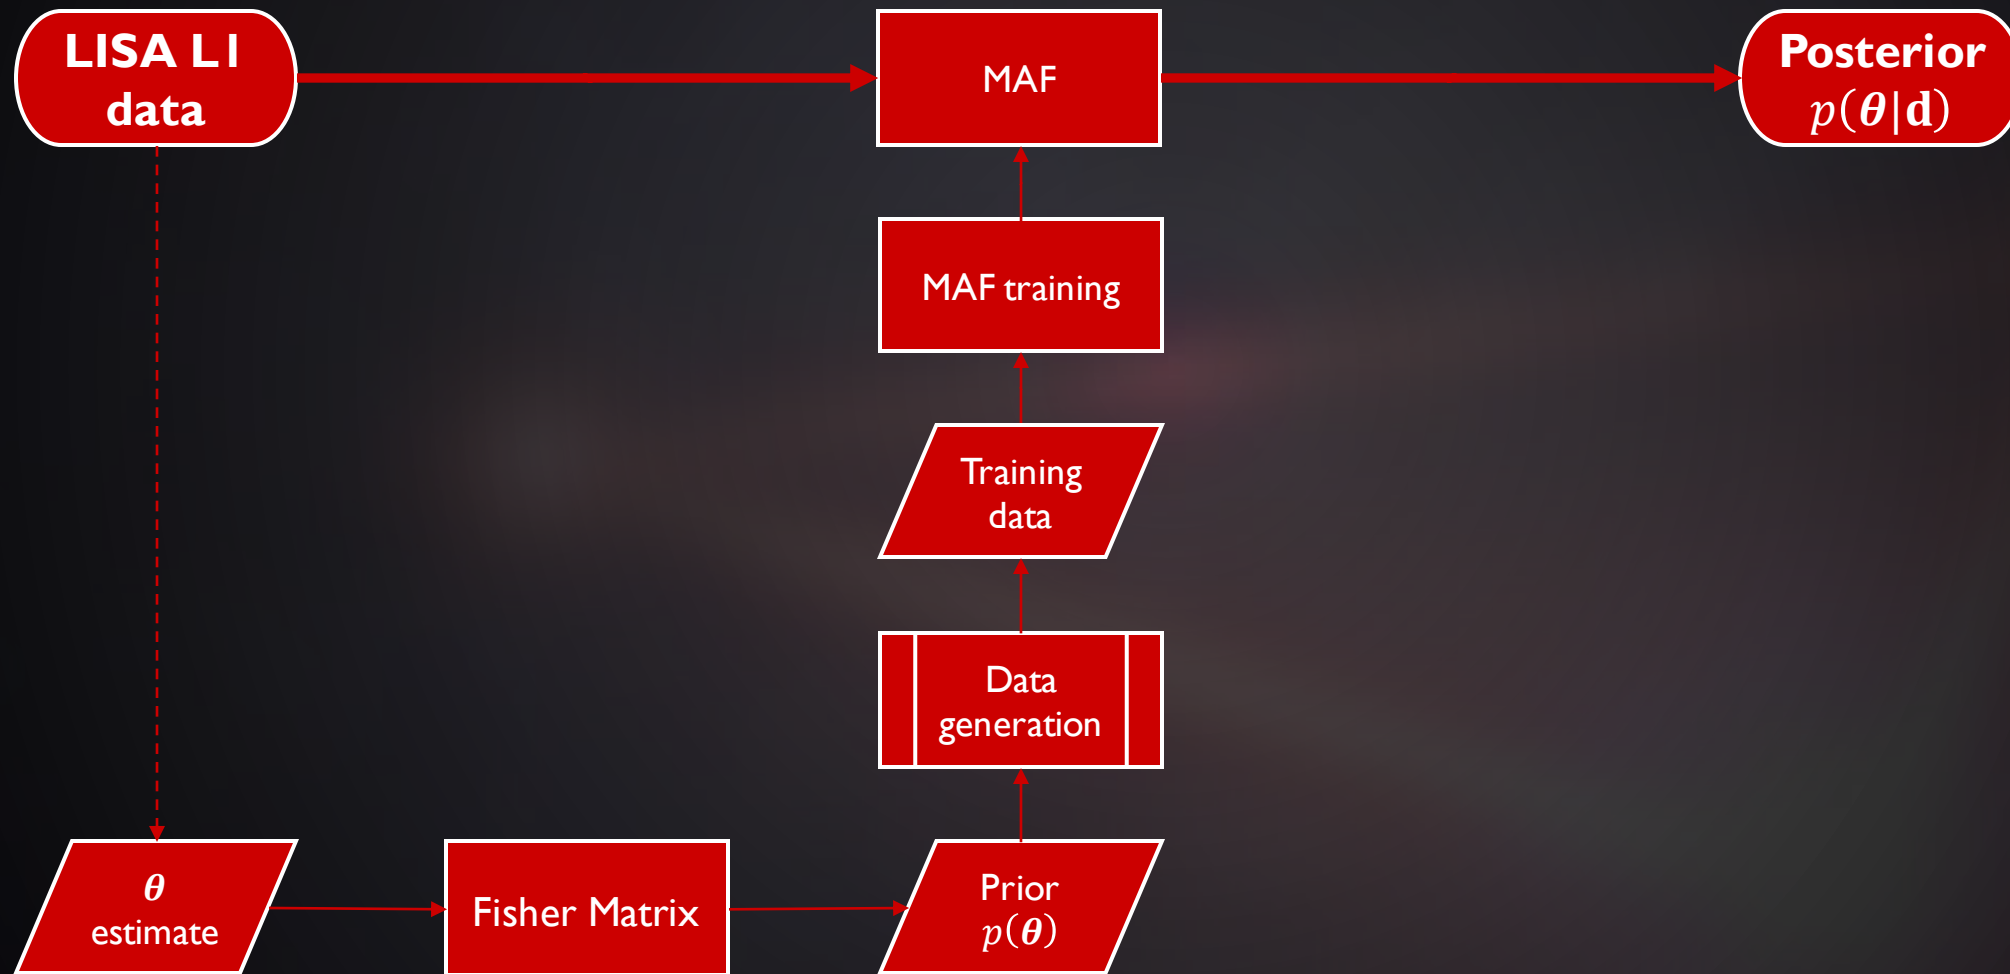 LISA L1
data
MAF
Posterior
p(θ|d)
MAF training
Training
data
Data
generation
θ
estimate
Fisher Matrix
Prior
p(θ)